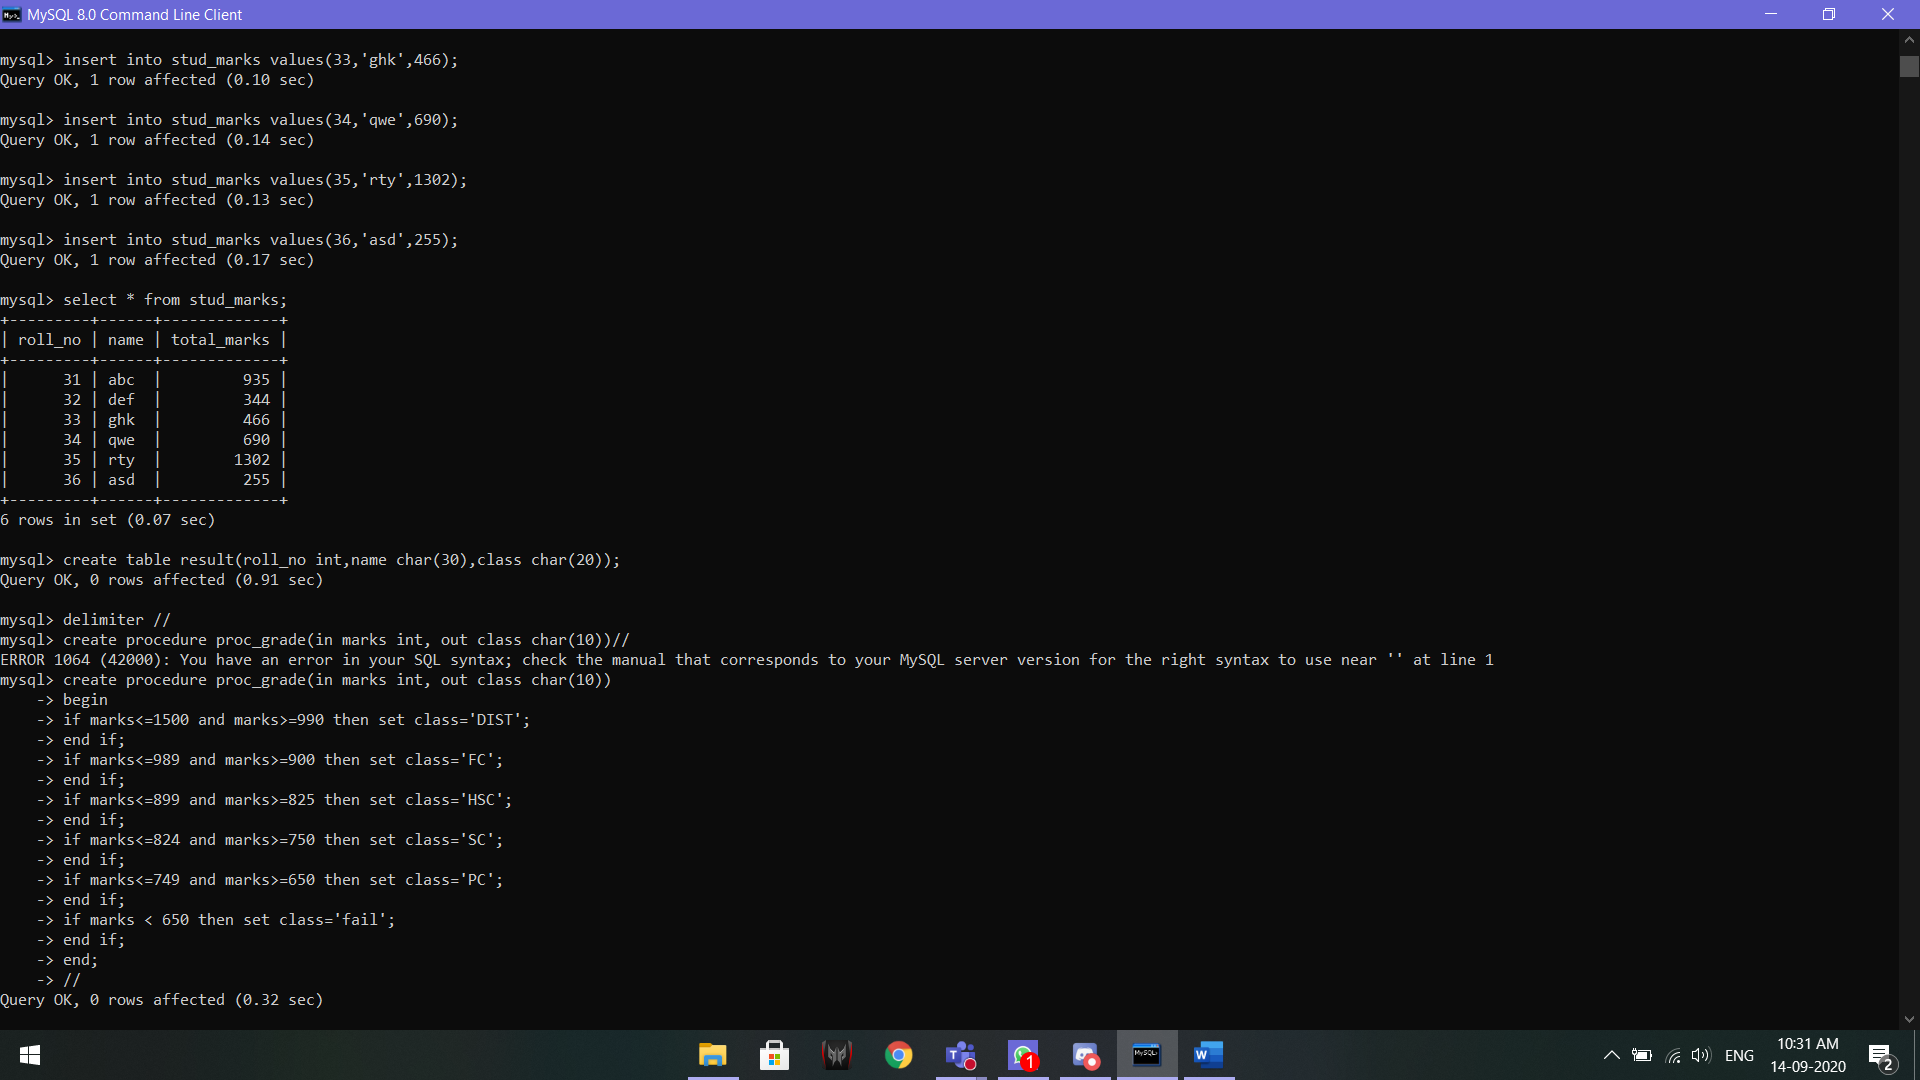 MySQL 8.0 Command Line Client
mysql> insert into stud_marks values(33,'ghk',466);
Query OK, 1 row affected (0.10 sec)
mysql> insert into stud_marks values(34,'qwe',690);
Query OK, 1 row affected (0.14 sec)
mysql> insert into stud_marks values(35,'rty',1302);
Query OK, 1 row affected (0.13 sec)
mysql> insert into stud_marks values(36,'asd',255);
Query OK, 1 row affected (0.17 sec)
mysql> select * from stud_marks;
+---------+------+-------------+
| roll_no | name | total_marks |
+---------+------+-------------+
|      31 | abc  |         935 |
|      32 | def  |         344 |
|      33 | ghk  |         466 |
|      34 | qwe  |         690 |
|      35 | rty  |        1302 |
|      36 | asd  |         255 |
+---------+------+-------------+
6 rows in set (0.07 sec)
mysql> create table result(roll_no int,name char(30),class char(20));
Query OK, 0 rows affected (0.91 sec)
mysql> delimiter //
mysql> create procedure proc_grade(in marks int, out class char(10))//
ERROR 1064 (42000): You have an error in your SQL syntax; check the manual that corresponds to your MySQL server version for the right syntax to use near '' at line 1
mysql> create procedure proc_grade(in marks int, out class char(10))
    -> begin
    -> if marks<=1500 and marks>=990 then set class='DIST';
    -> end if;
    -> if marks<=989 and marks>=900 then set class='FC';
    -> end if;
    -> if marks<=899 and marks>=825 then set class='HSC';
    -> end if;
    -> if marks<=824 and marks>=750 then set class='SC';
    -> end if;
    -> if marks<=749 and marks>=650 then set class='PC';
    -> end if;
    -> if marks < 650 then set class='fail';
    -> end if;
    -> end;
    -> //
Query OK, 0 rows affected (0.32 sec)
1
MySQL
W
ENG
10:31 AM
14-09-2020
2